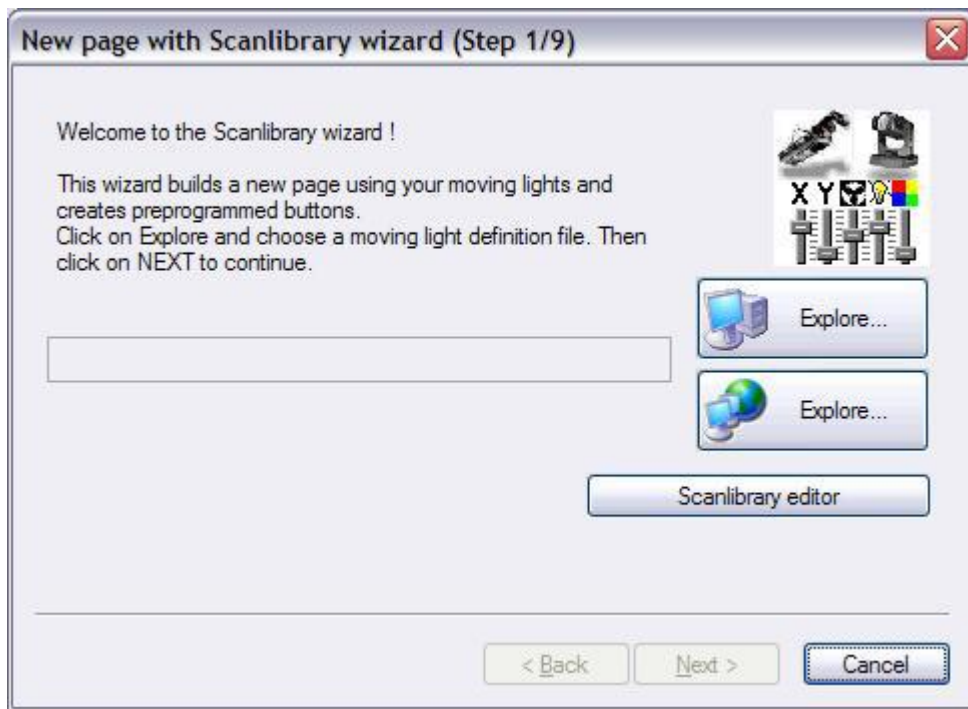 New page with Scanlibrary wizard (Step 1/9)
Welcome to the Scanlibrary wizard !
This wizard builds a new page using your moving lights and
creates preprogrammed buttons.
Click on Explore and choose a moving light definition file. Then
click on NEXT to continue.
X Y
Explore...
Explore...
Scanlibrary editor
< Back
Next >
Cancel